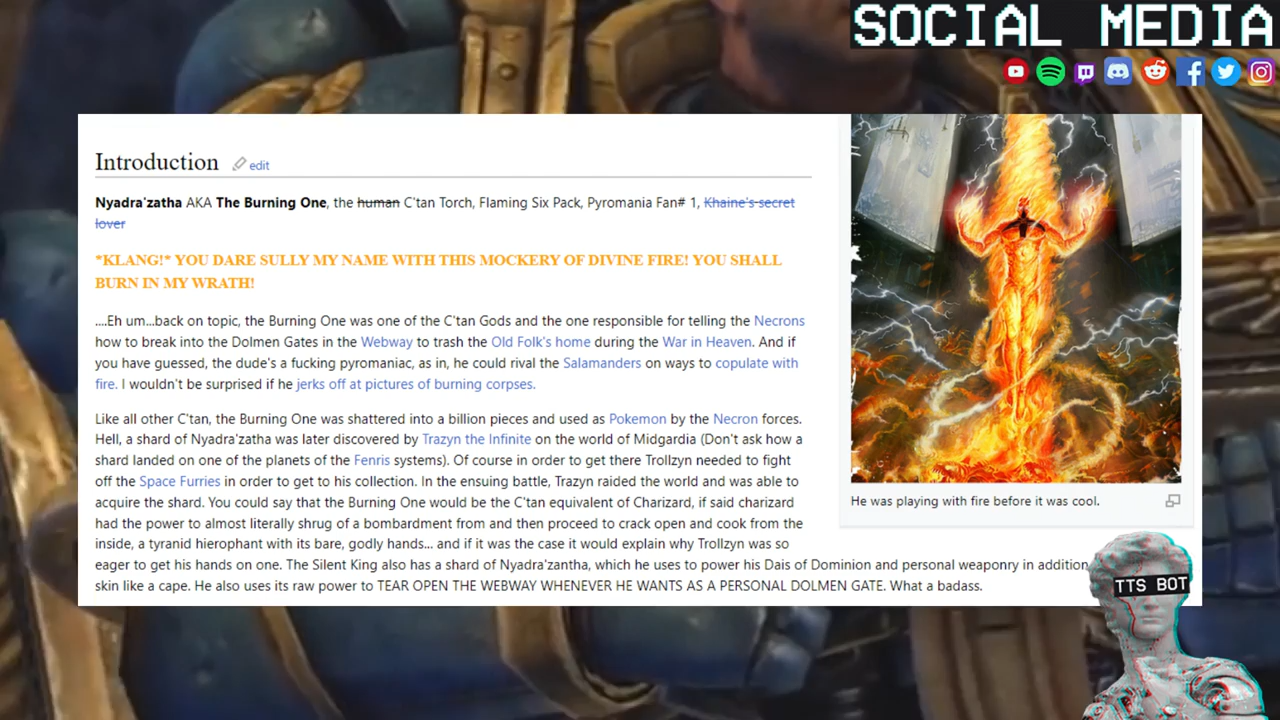 SOCIAL MEDIA
Introduction edit
Nyadra'zatha AKA The Burning One, the human C'tan Torch, Flaming Six Pack, Pyromania Fan# 1, Khaine's secret
lover
*KLANG!* YOU DARE SULLY MY NAME WITH THIS MOCKERY OF DIVINE FIRE! YOU SHALL
BURN IN MY WRATH!
....Eh um...back on topic, the Burning One was one of the C'tan Gods and the one responsible for telling the Necrons
how to break into the Dolmen Gates in the Webway to trash the Old Folk's home during the War in Heaven. And if
you have guessed, the dude's a fucking pyromaniac, as in, he could rival the Salamanders on ways to copulate with
fire. I wouldn't be surprised if he jerks off at pictures of burning corpses.
Like all other C'tan, the Burning One was shattered into a billion pieces and used as Pokemon by the Necron forces.
Hell, a shard of Nyadra'zatha was later discovered by Trazyn the Infinite on the world of Midgardia (Don't ask how a
shard landed on one of the planets of the Fenris systems). Of course in order to get there Trollzyn needed to fight
off the Space Furries in order to get to his collection. In the ensuing battle, Trazyn raided the world and was able to
acquire the shard. You could say that the Burning One would be the C'tan equivalent of Charizard, if said charizard
had the power to almost literally shrug of a bombardment from and then proceed to crack open and cook from the
inside, a tyranid hierophant with its bare, godly hands... and if it was the case it would explain why Trollzyn was so
eager to get his hands on one. The Silent King also has a shard of Nyadra'zantha, which he uses to power his Dais of Dominion and personal weaponry in addition
skin like a cape. He also uses its raw power to TEAR OPEN THE WEBWAY WHENEVER HE WANTS AS A PERSONAL DOLMEN GATE. What a badass.
He was playing with fire before it was cool.
TTS BOT